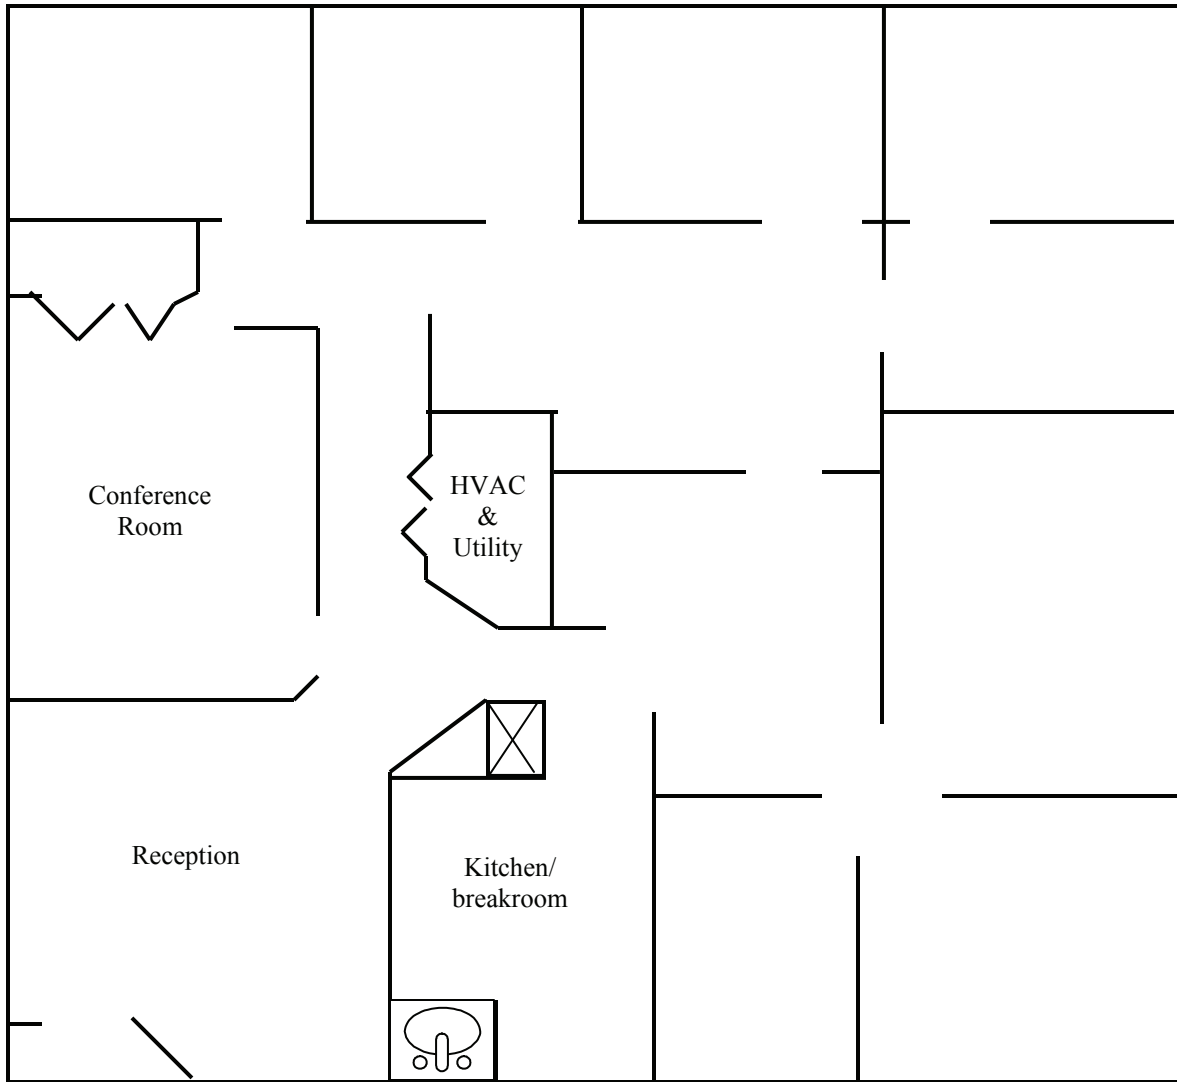 Conference
Room
HVAC
&
Utility
Reception
Kitchen/
breakroom